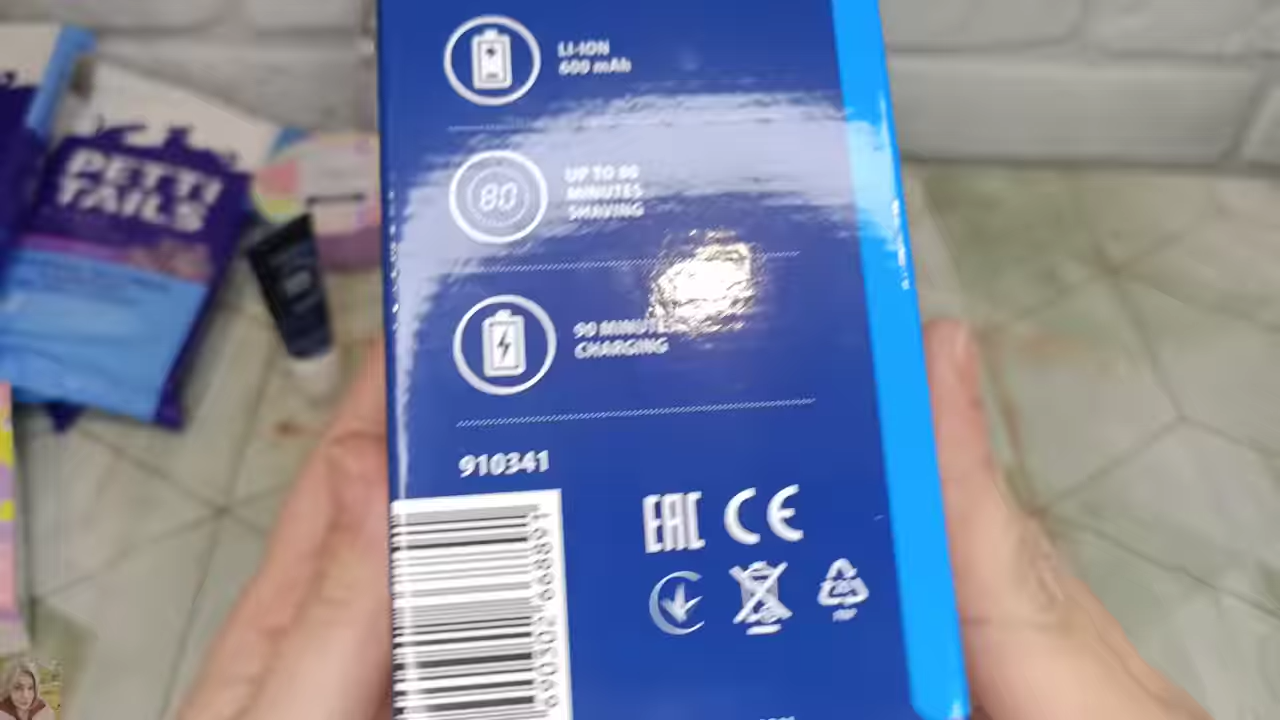 PETTI
TAILS
LI-ION
600 mAh
80
UP TO 80
MINUTES
SHAVING
90 MINUTES
CHARGING
910341
EAC CE